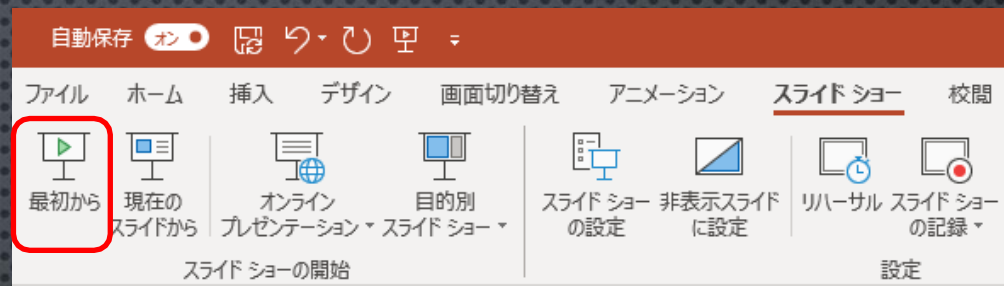 自動保存 オン
ファイル ホーム 挿入 デザイン 画面切り替え アニメーション スライド ショー 校閲
最初から 現在の オンライン 目的別 スライド ショー 非表示スライド リハーサル スライド ショー
スライドから プレゼンテーション スライド ショー の設定 に設定 の記録
スライド ショーの開始 設定